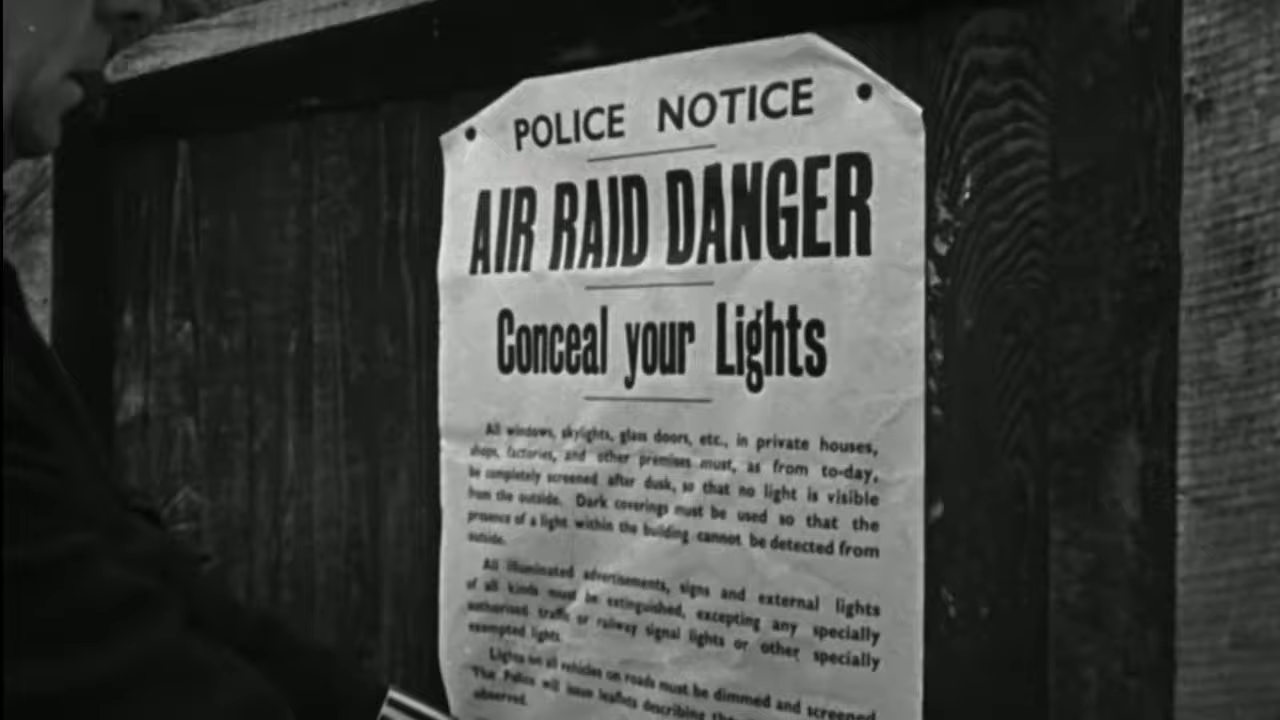 POLICE NOTICE
AIR RAID DANGER
Conceal your Lights
All windows, skylights, glass doors, etc., in private houses,
shops, factories, and other premises must, as from to-day,
be completely screened after dusk, so that no light is visible
from the outside. Dark coverings must be used so that the
presence of a light within the building cannot be detected from
outside.
All illuminated advertisements, signs and external lights
of all kinds must be extinguished, excepting any specially
authorised traffic or railway signal lights or other specially
exempted lights.
Lights on all vehicles on roads must be dimmed and screened
The Police will issue leaflets describing the
observed.